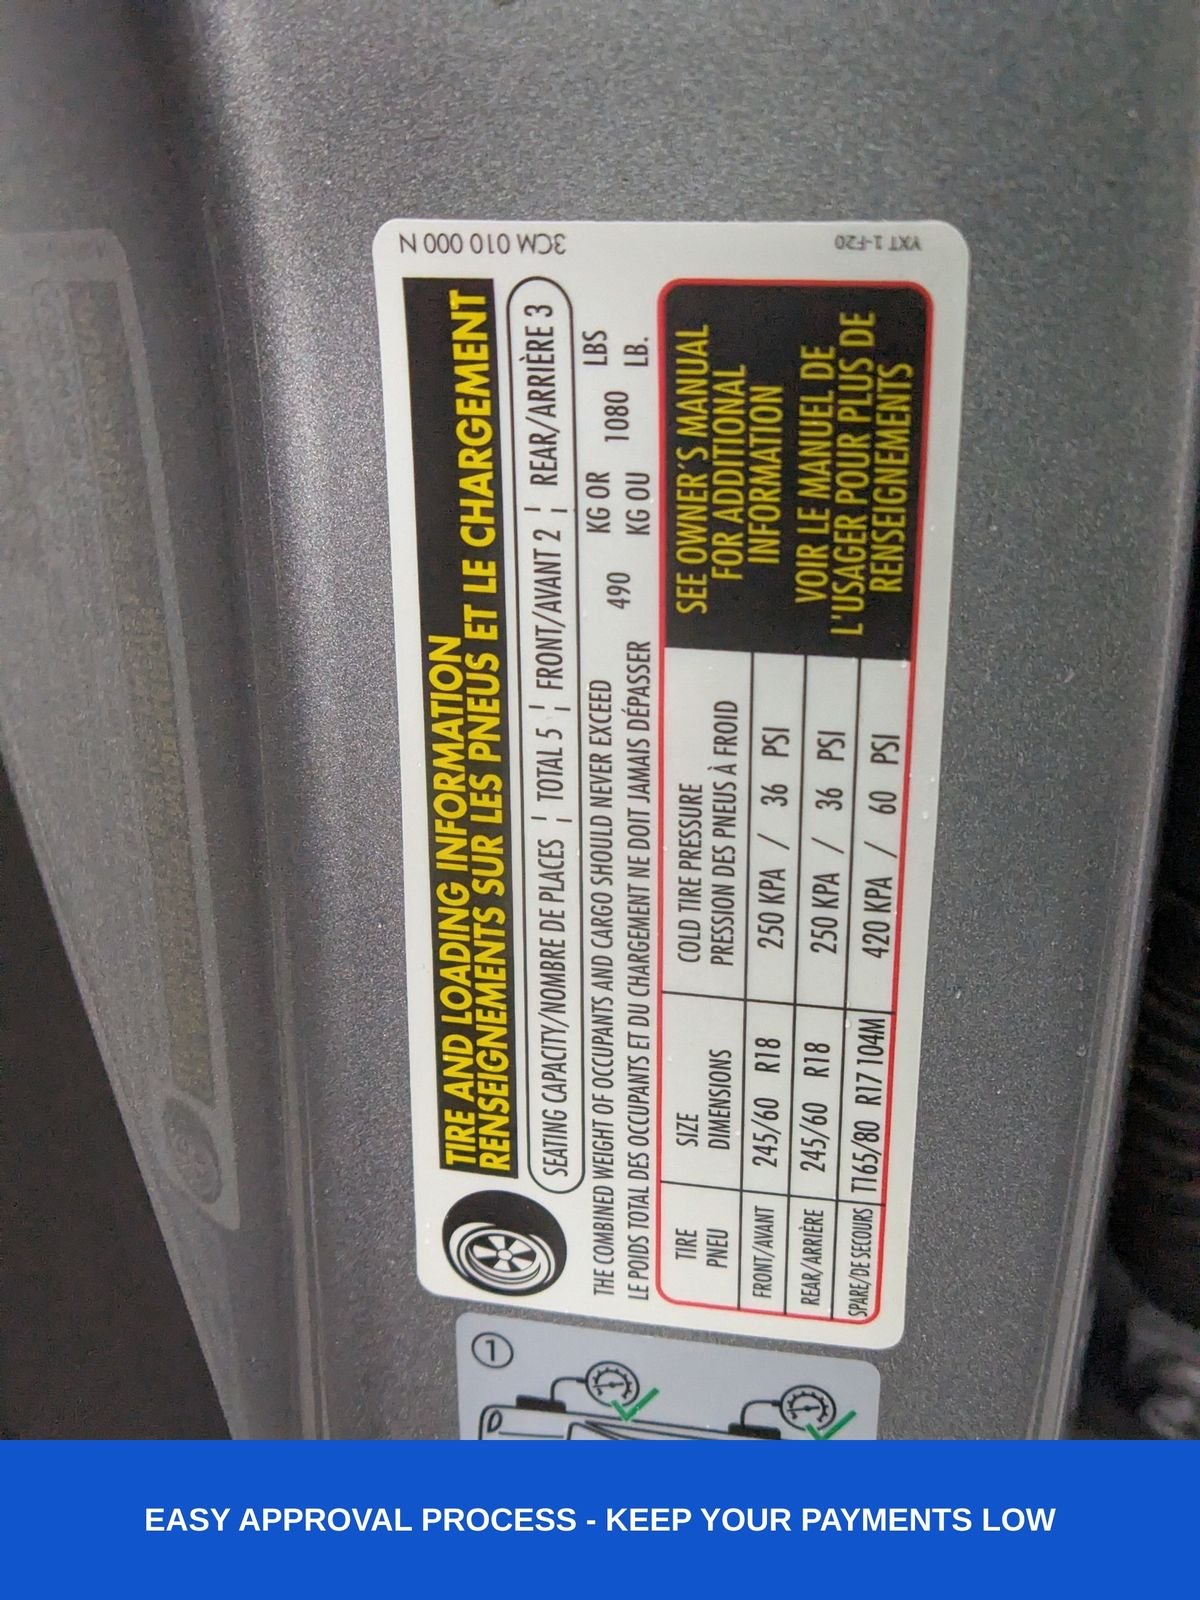 3CM 010 000 N
YXT 1-F20
TIRE AND LOADING INFORMATION
RENSEIGNEMENTS SUR LES PNEUS ET LE CHARGEMENT
SEATING CAPACITY/NOMBRE DE PLACES ¦ TOTAL 5 ¦ FRONT/AVANT 2 ¦ REAR/ARRIÈRE 3
THE COMBINED WEIGHT OF OCCUPANTS AND CARGO SHOULD NEVER EXCEED 490 KG OR 1080 LBS
LE POIDS TOTAL DES OCCUPANTS ET DU CHARGEMENT NE DOIT JAMAIS DÉPASSER KG OU LB.
TIRE SIZE COLD TIRE PRESSURE
PNEU DIMENSIONS PRESSION DES PNEUS À FROID
FRONT/AVANT 245/60 R18 250 KPA / 36 PSI
REAR/ARRIÈRE 245/60 R18 250 KPA / 36 PSI
SPARE/DE SECOURS T165/80 R17 104M 420 KPA / 60 PSI
SEE OWNER'S MANUAL
FOR ADDITIONAL
INFORMATION
VOIR LE MANUEL DE
L'USAGER POUR PLUS DE
RENSEIGNEMENTS
1
EASY APPROVAL PROCESS - KEEP YOUR PAYMENTS LOW